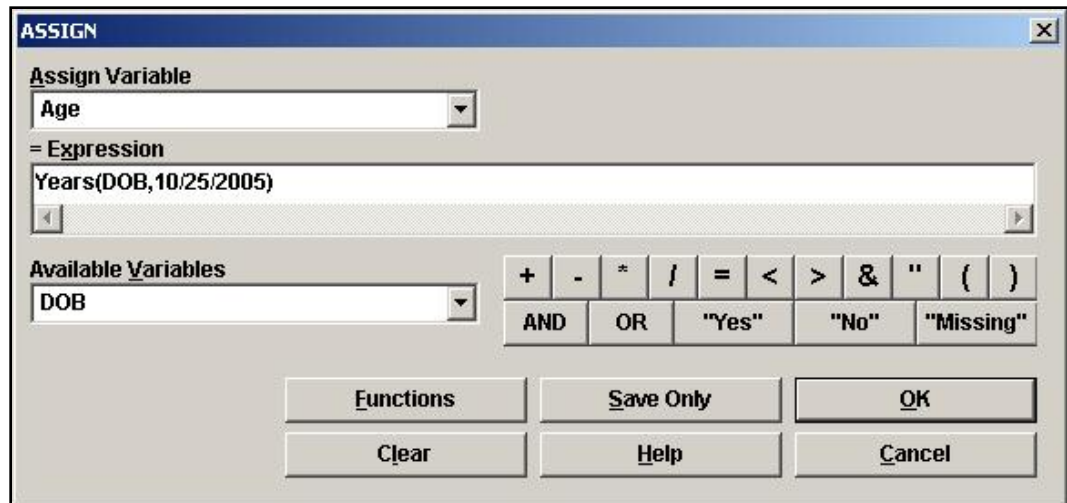 ASSIGN
Assign Variable
Age
= Expression
Years(DOB,10/25/2005)
Available Variables
DOB
+ - * / = < > & " ( )
AND OR "Yes" "No" "Missing"
Functions Save Only OK
Clear Help Cancel